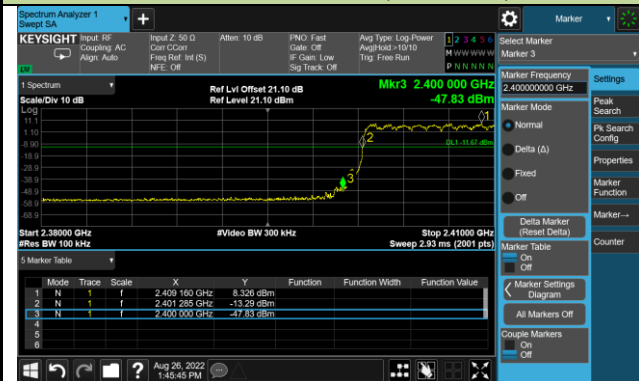 Spectrum Analyzer 1
Swept SA
+
Marker
KEYSIGHT
Input: RF
Coupling: AC
Align: Auto
Input Z: 50 Ω
Corr CCorr
Freq Ref: Int (S)
NFE: Off
Atten: 10 dB
PNO: Fast
Gate: Off
IF Gain: Low
Sig Track: Off
Avg Type: Log-Power
Avg|Hold:>10/10
Trig: Free Run
1 2 3 4 5 6
M W W W W W
P N N N N N
Select Marker
Marker 3
1 Spectrum
Ref Lvl Offset 21.10 dB
Mkr3 2.400 000 GHz
Scale/Div 10 dB
Ref Level 21.10 dBm
-47.83 dBm
Log
11.1
1.10
-8.90
-18.9
-28.9
-38.9
-48.9
-58.9
-68.9
1
2
3
DL1 -11.67 dBm
Start 2.38000 GHz
#Video BW 300 kHz
Stop 2.41000 GHz
#Res BW 100 kHz
Sweep 2.93 ms (2001 pts)
5 Marker Table
Mode Trace Scale X Y Function Function Width Function Value
1 N 1 f 2.409 160 GHz 8.326 dBm
2 N 1 f 2.401 285 GHz -13.29 dBm
3 N 1 f 2.400 000 GHz -47.83 dBm
4
5
6
Marker Frequency
2.400000000 GHz
Marker Mode
Normal
Delta (Δ)
Fixed
Off
Delta Marker
(Reset Delta)
Marker Table
On
Off
Marker Settings
Diagram
All Markers Off
Couple Markers
On
Off
Settings
Peak
Search
Pk Search
Config
Properties
Marker
Function
Marker→
Counter
?
Aug 26, 2022
1:45:45 PM